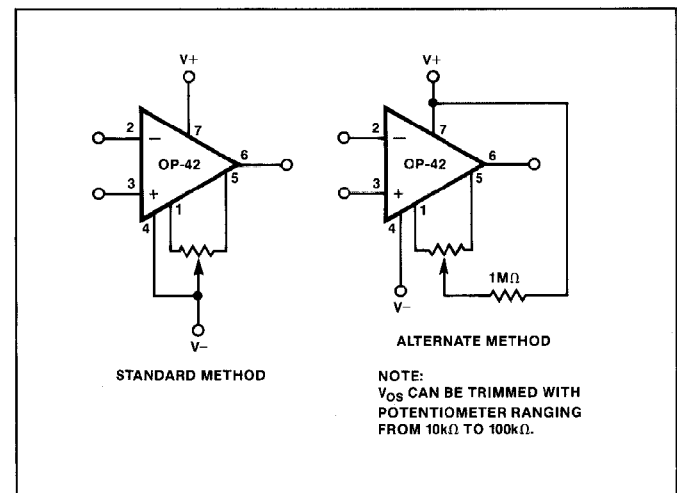 V+
2
−
7
OP-42
6
3
+
5
1
4
V−
STANDARD METHOD
V+
2
−
7
OP-42
6
3
+
5
1
4
1MΩ
V−
ALTERNATE METHOD
NOTE:
VOS CAN BE TRIMMED WITH
POTENTIOMETER RANGING
FROM 10kΩ TO 100kΩ.